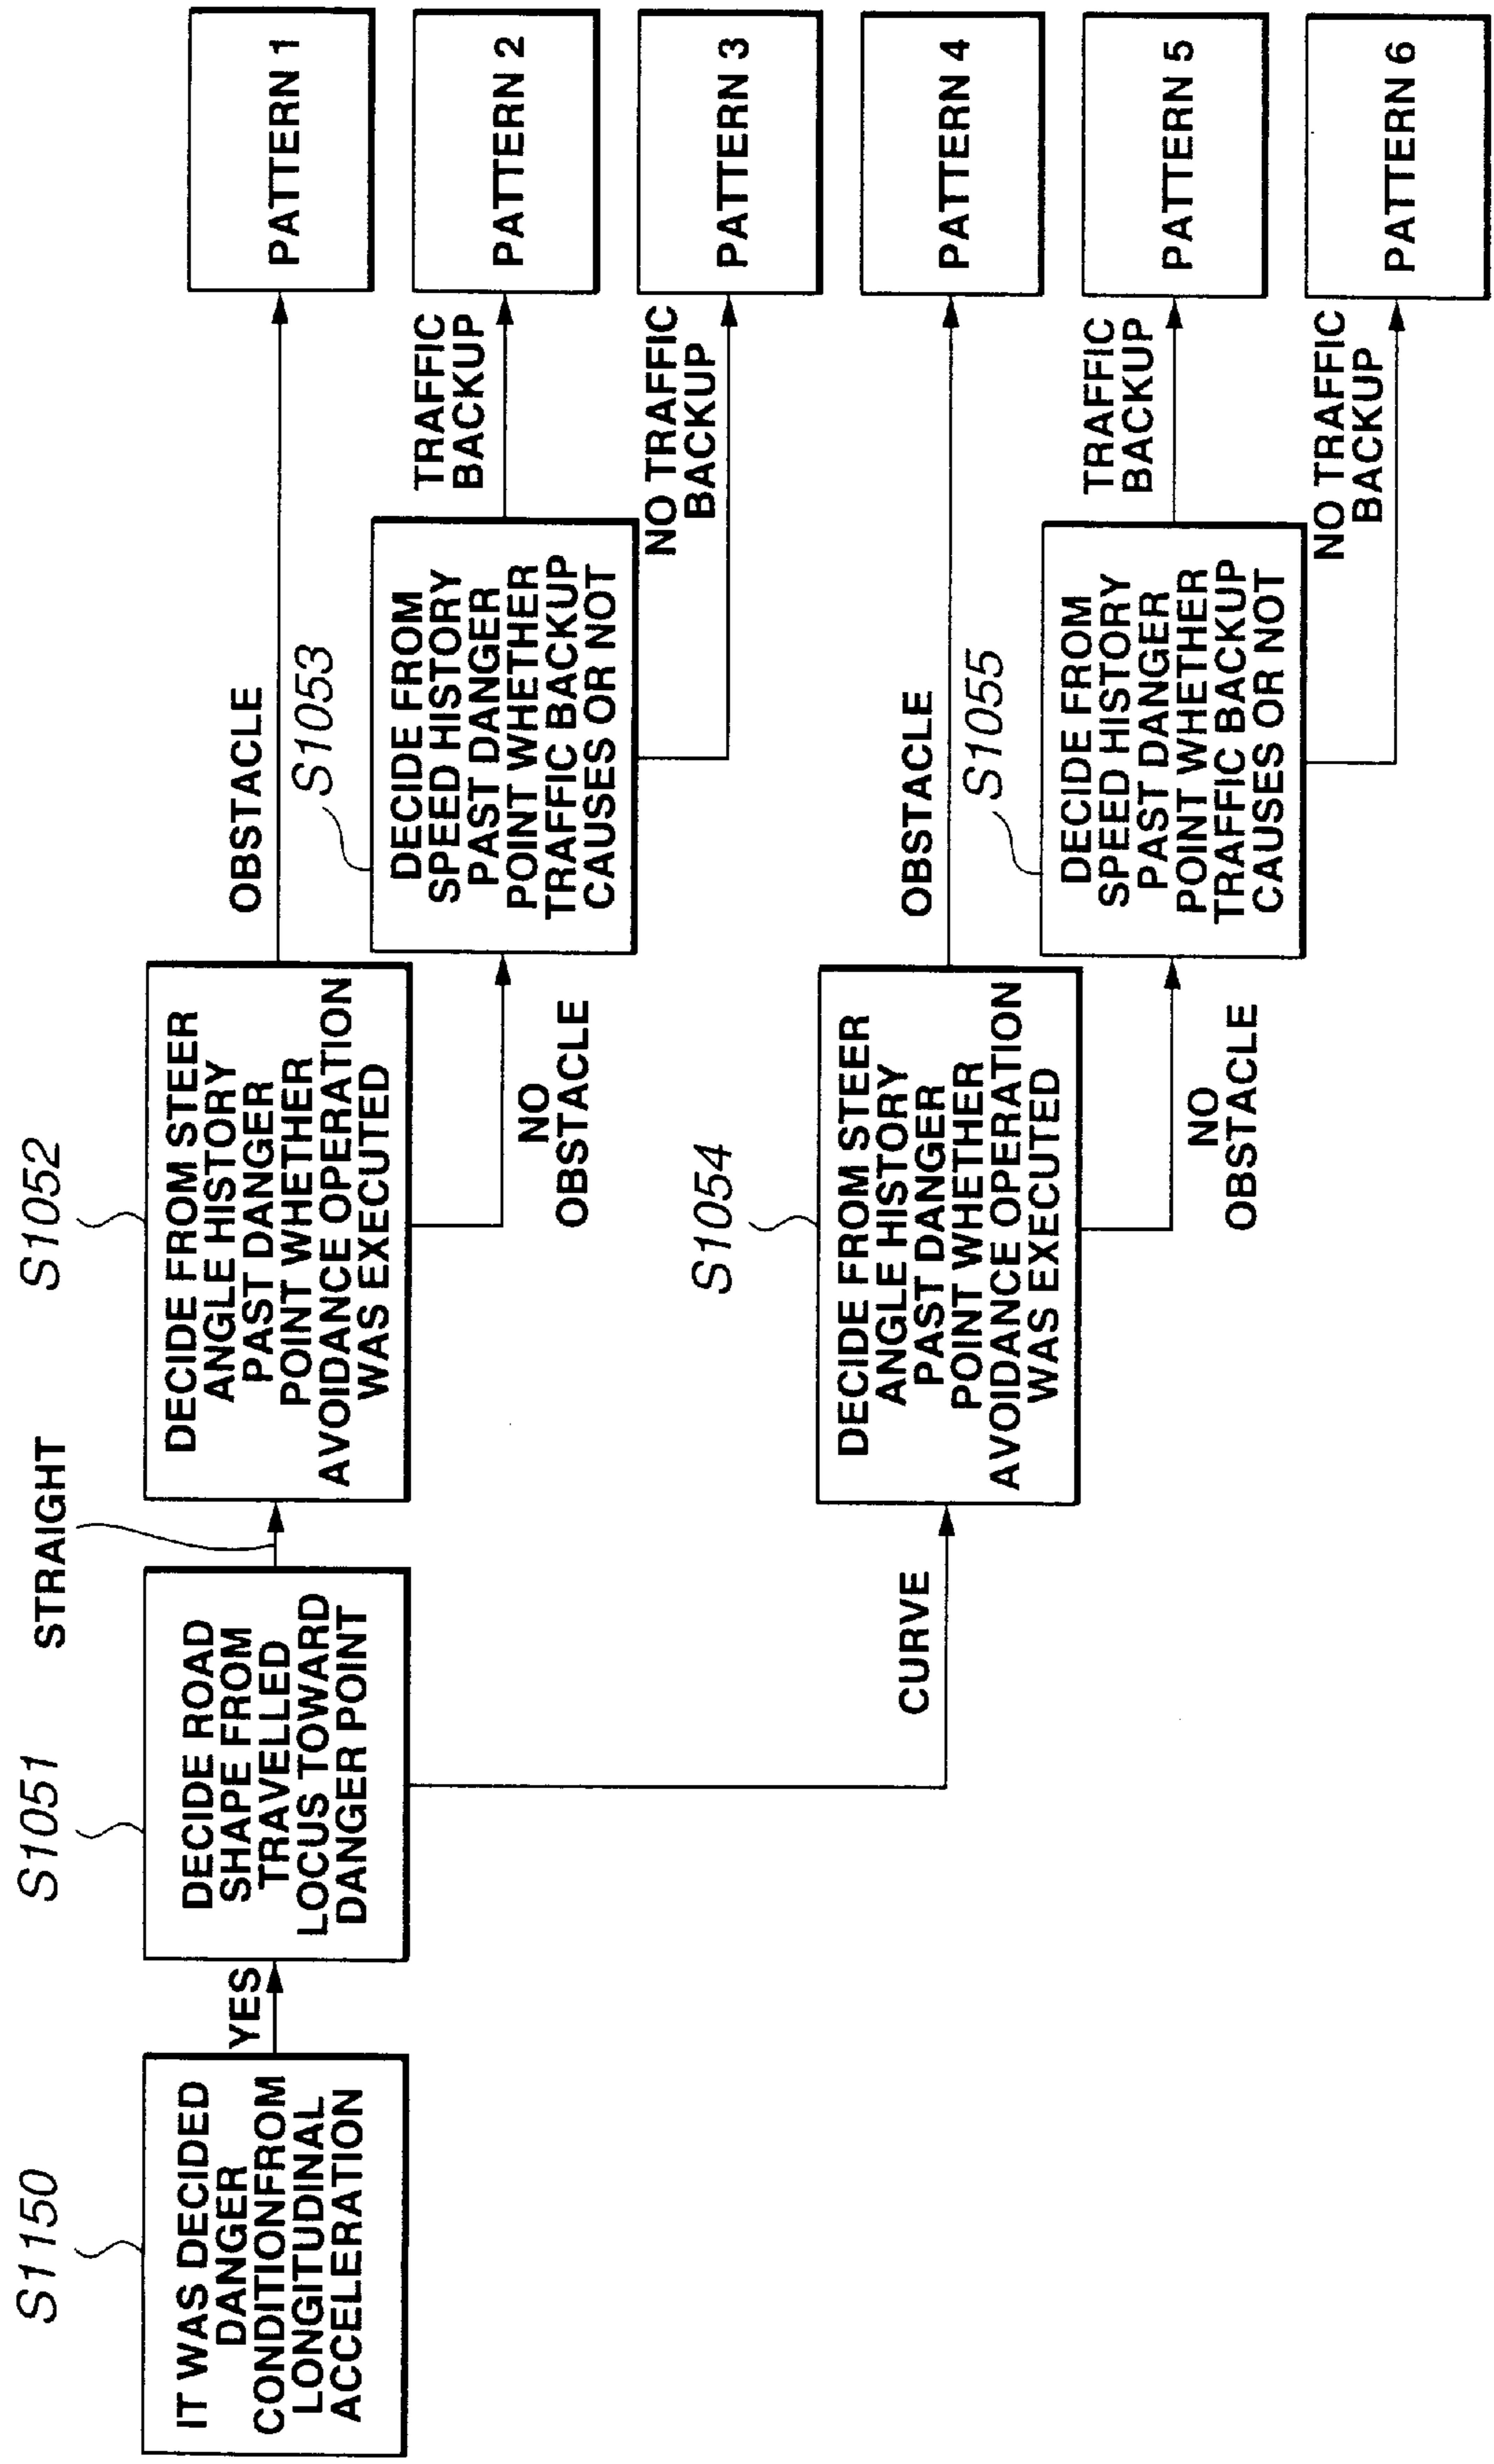 S1150
IT WAS DECIDED
DANGER
CONDITIONFROM
LONGITUDINAL
ACCELERATION
YES
S1051
DECIDE ROAD
SHAPE FROM
TRAVELLED
LOCUS TOWARD
DANGER POINT
STRAIGHT
S1052
DECIDE FROM STEER
ANGLE HISTORY
PAST DANGER
POINT WHETHER
AVOIDANCE OPERATION
WAS EXECUTED
OBSTACLE
PATTERN 1
NO
OBSTACLE
S1053
DECIDE FROM
SPEED HISTORY
PAST DANGER
POINT WHETHER
TRAFFIC BACKUP
CAUSES OR NOT
TRAFFIC
BACKUP
PATTERN 2
NO TRAFFIC
BACKUP
PATTERN 3
CURVE
S1054
DECIDE FROM STEER
ANGLE HISTORY
PAST DANGER
POINT WHETHER
AVOIDANCE OPERATION
WAS EXECUTED
OBSTACLE
PATTERN 4
NO
OBSTACLE
S1055
DECIDE FROM
SPEED HISTORY
PAST DANGER
POINT WHETHER
TRAFFIC BACKUP
CAUSES OR NOT
TRAFFIC
BACKUP
PATTERN 5
NO TRAFFIC
BACKUP
PATTERN 6